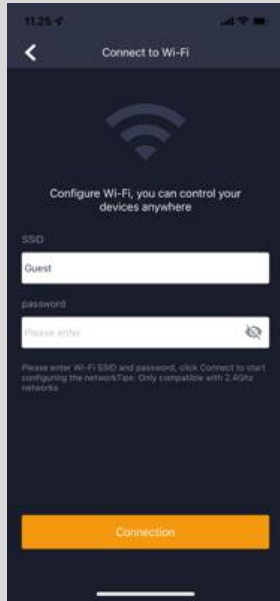 11.25
Connect to Wi-Fi
Configure Wi-Fi, you can control your
devices anywhere
SSID
Guest
password
Please enter
Please enter Wi-Fi SSID and password, click Connect to start
configuring the networkTips: Only compatible with 2.4Ghz
networks
Connection